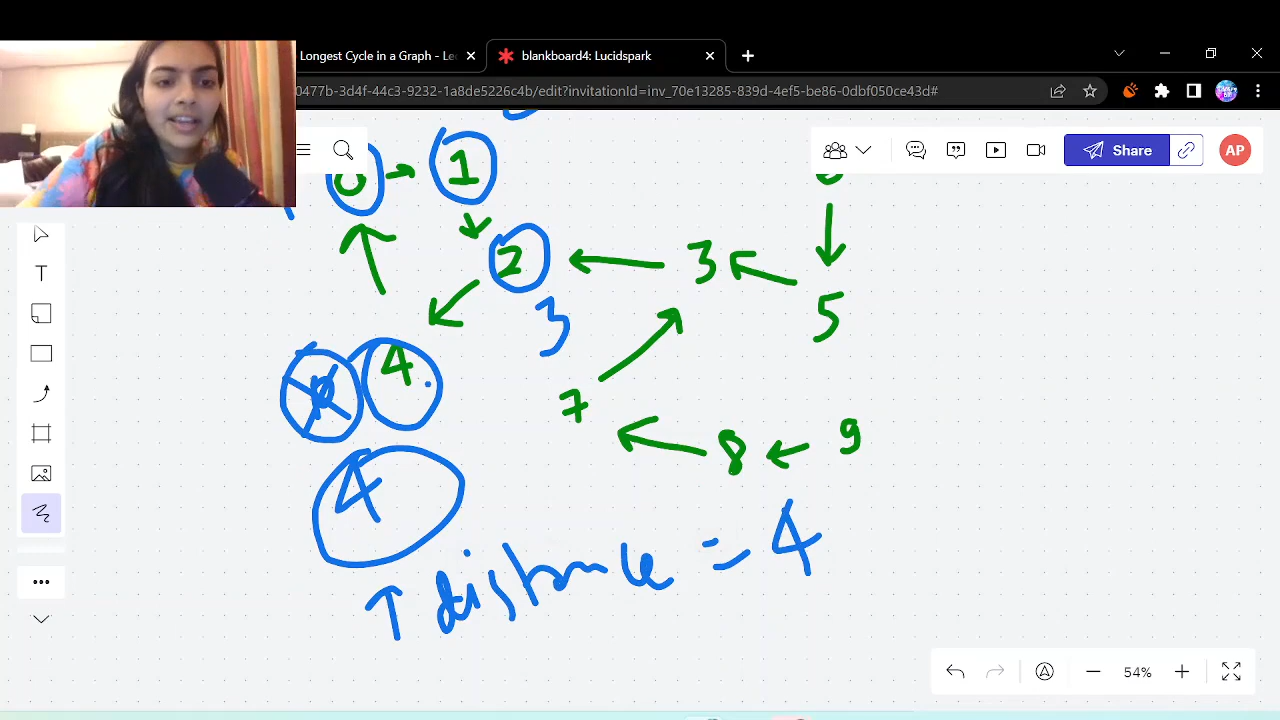 Longest Cycle in a Graph - Le
blankboard4: Lucidspark
0477b-3d4f-44c3-9232-1a8de5226c4b/edit?invitationId=inv_70e13285-839d-4ef5-be86-0dbf050ce43d#
Share
AP
0 → 1
2 ← 3
5
3
4
7
8 ← 9
4
↑ distance = 4
T
54%